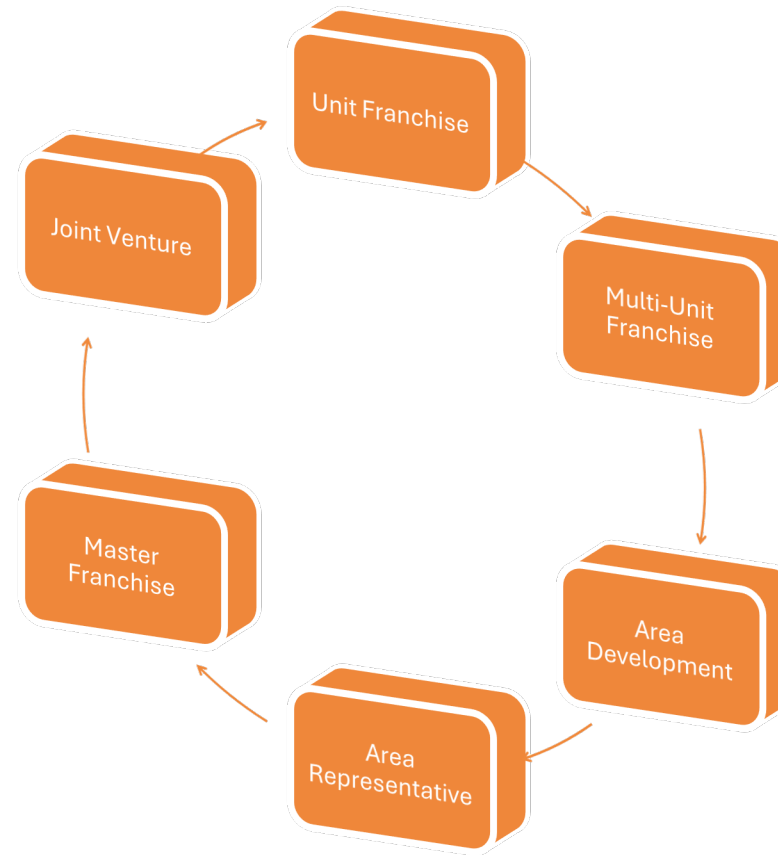 Unit Franchise
Multi-Unit
Franchise
Area
Development
Area
Representative
Master
Franchise
Joint Venture